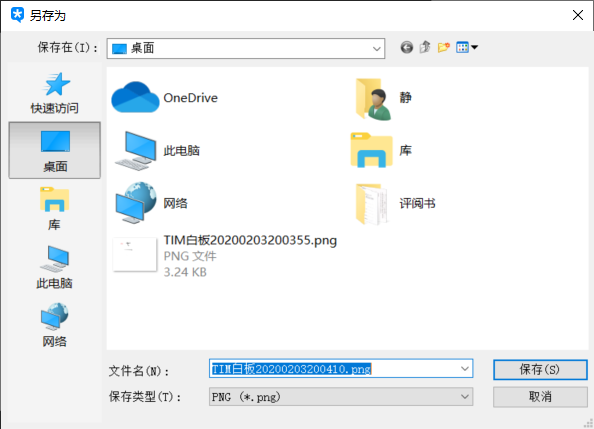 另存为
保存在(I):
桌面
OneDrive
静
此电脑
库
网络
评阅书
TIM白板20200203200355.png
PNG 文件
3.24 KB
快速访问
桌面
库
此电脑
网络
文件名(N):
TIM白板20200203200410.png
保存(S)
保存类型(T):
PNG (*.png)
取消